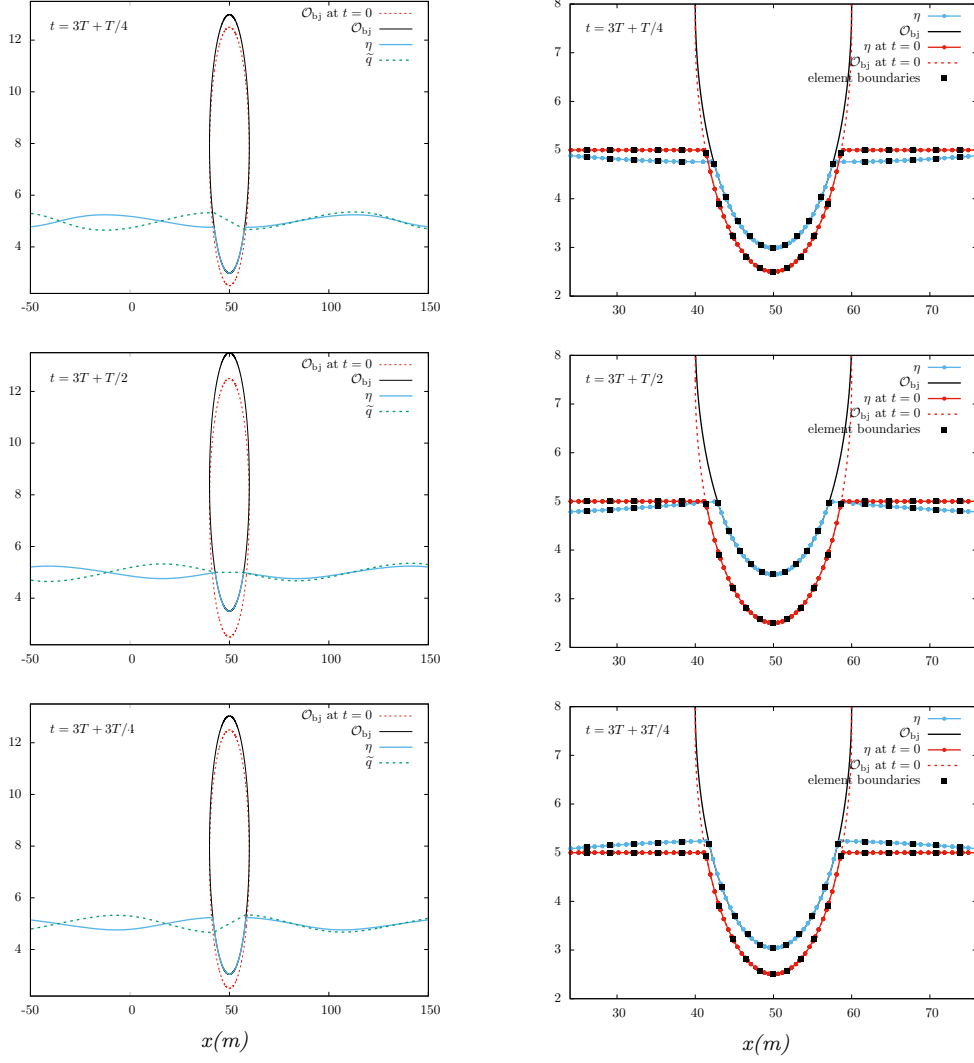 t = 3T + T/4
𝒪bj at t = 0
𝒪bj
η
q̃
12
10
8
6
4
-50
0
50
100
150
t = 3T + T/4
η
𝒪bj
η at t = 0
𝒪bj at t = 0
element boundaries
8
7
6
5
4
3
2
30
40
50
60
70
t = 3T + T/2
𝒪bj at t = 0
𝒪bj
η
q̃
12
10
8
6
4
-50
0
50
100
150
t = 3T + T/2
η
𝒪bj
η at t = 0
𝒪bj at t = 0
element boundaries
8
7
6
5
4
3
2
30
40
50
60
70
t = 3T + 3T/4
𝒪bj at t = 0
𝒪bj
η
q̃
12
10
8
6
4
-50
0
50
100
150
x(m)
t = 3T + 3T/4
η
𝒪bj
η at t = 0
𝒪bj at t = 0
element boundaries
8
7
6
5
4
3
2
30
40
50
60
70
x(m)